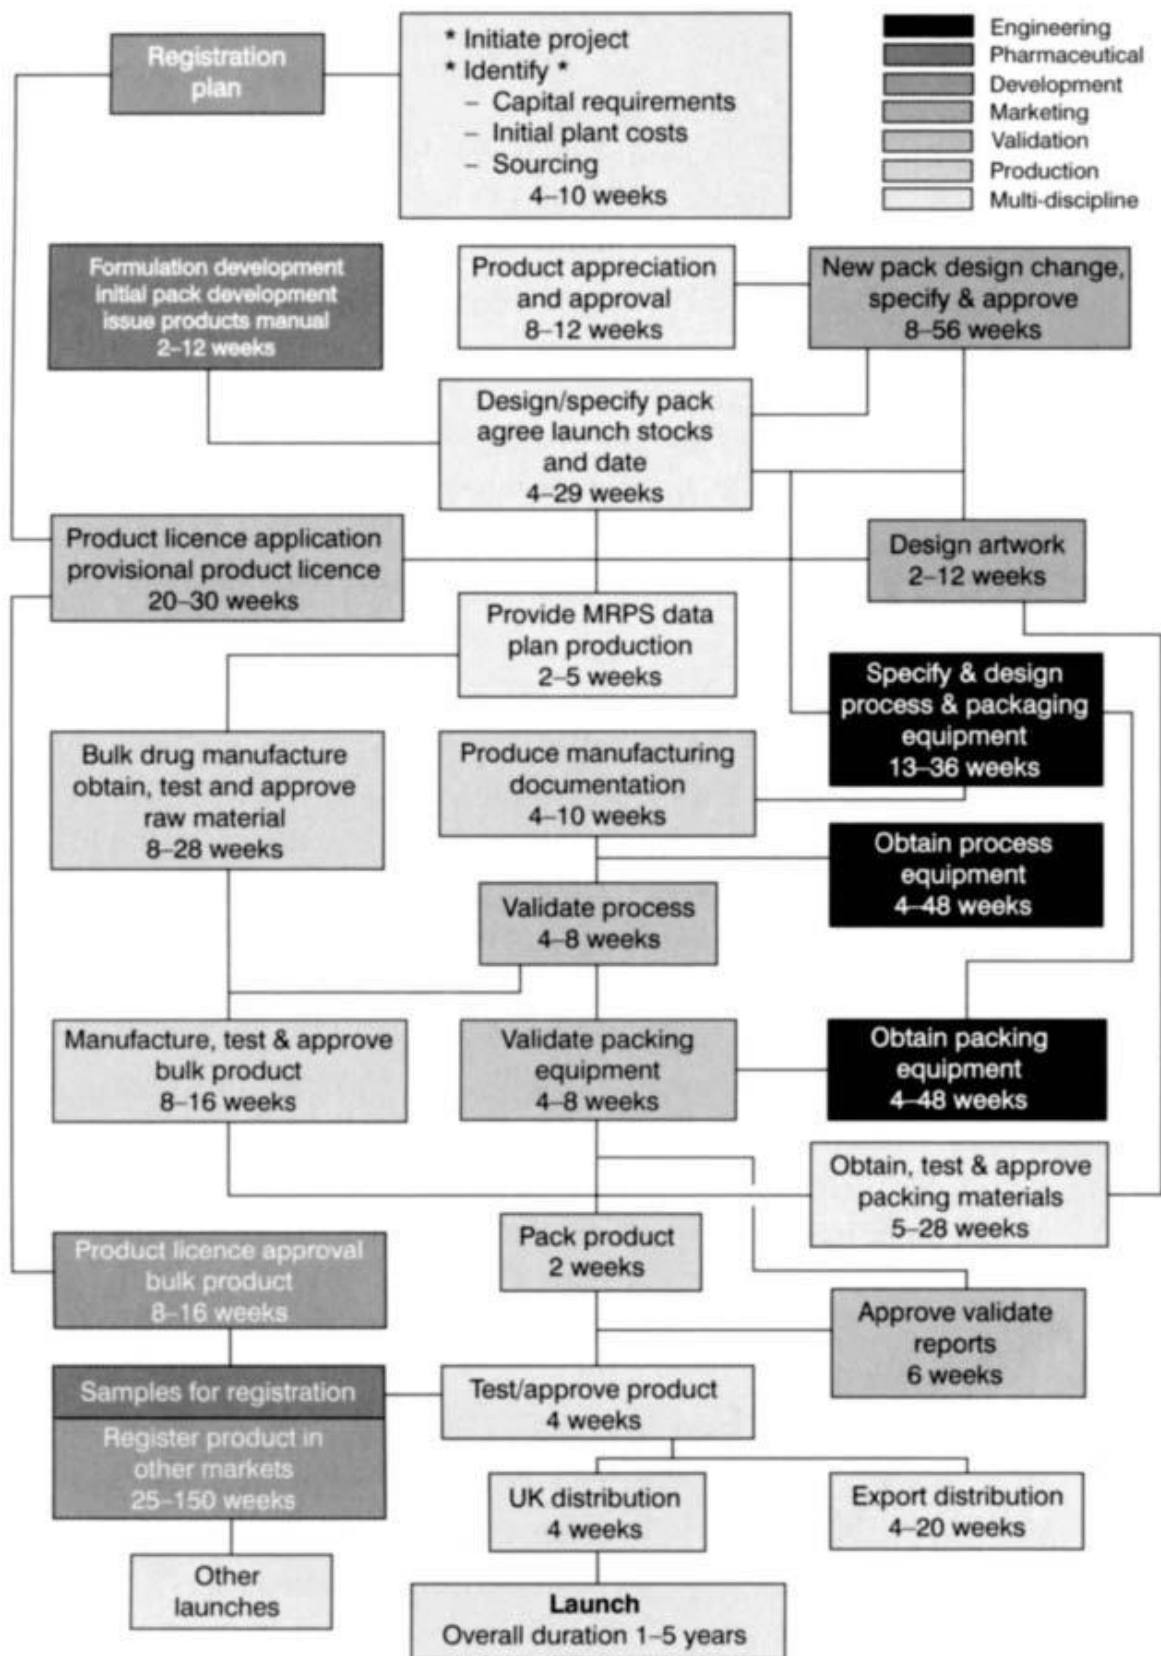 Registration
plan
* Initiate project
* Identify *
– Capital requirements
– Initial plant costs
– Sourcing
4–10 weeks
Engineering
Pharmaceutical
Development
Marketing
Validation
Production
Multi-discipline
Formulation development
initial pack development
issue products manual
2–12 weeks
Product appreciation
and approval
8–12 weeks
New pack design change,
specify & approve
8–56 weeks
Design/specify pack
agree launch stocks
and date
4–29 weeks
Product licence application
provisional product licence
20–30 weeks
Design artwork
2–12 weeks
Provide MRPS data
plan production
2–5 weeks
Specify & design
process & packaging
equipment
13–36 weeks
Bulk drug manufacture
obtain, test and approve
raw material
8–28 weeks
Produce manufacturing
documentation
4–10 weeks
Obtain process
equipment
4–48 weeks
Validate process
4–8 weeks
Manufacture, test & approve
bulk product
8–16 weeks
Validate packing
equipment
4–8 weeks
Obtain packing
equipment
4–48 weeks
Obtain, test & approve
packing materials
5–28 weeks
Pack product
2 weeks
Product licence approval
bulk product
8–16 weeks
Approve validate
reports
6 weeks
Samples for registration
Register product in
other markets
25–150 weeks
Test/approve product
4 weeks
UK distribution
4 weeks
Export distribution
4–20 weeks
Other
launches
Launch
Overall duration 1–5 years